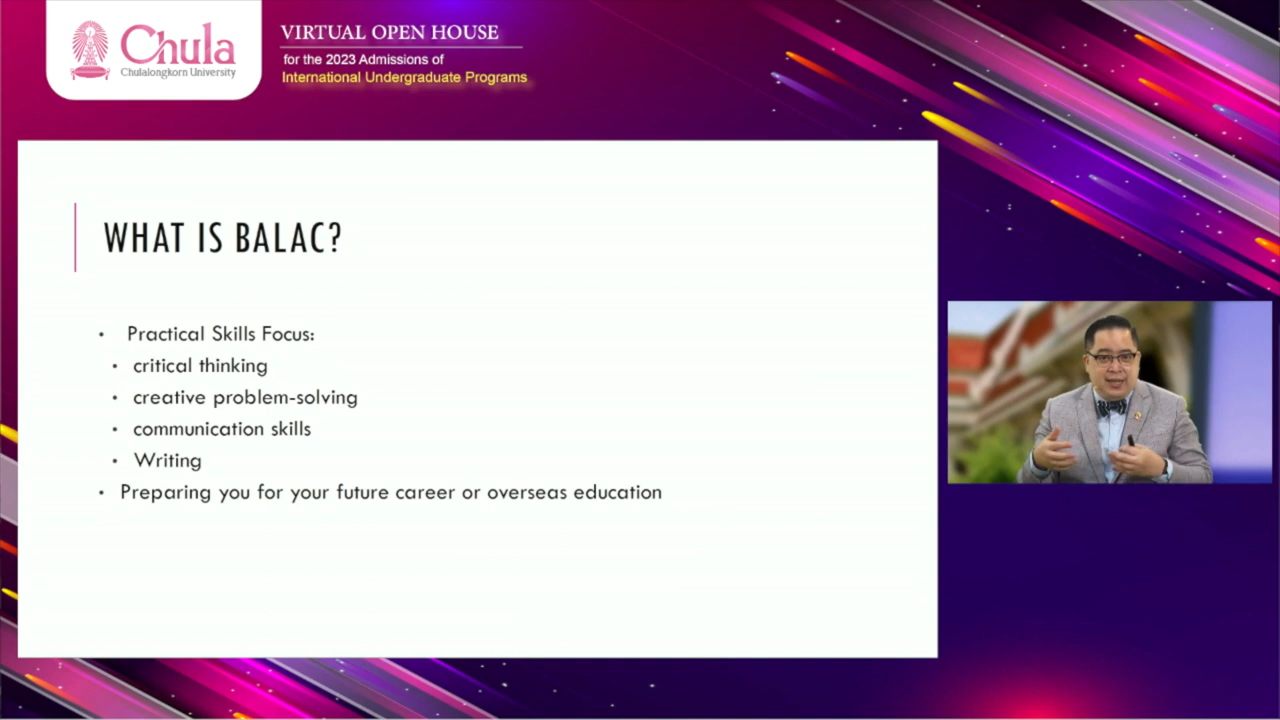 Chula
Chulalongkorn University
VIRTUAL OPEN HOUSE
for the 2023 Admissions of
International Undergraduate Programs
WHAT IS BALAC?
• Practical Skills Focus:
• critical thinking
• creative problem-solving
• communication skills
• Writing
• Preparing you for your future career or overseas education